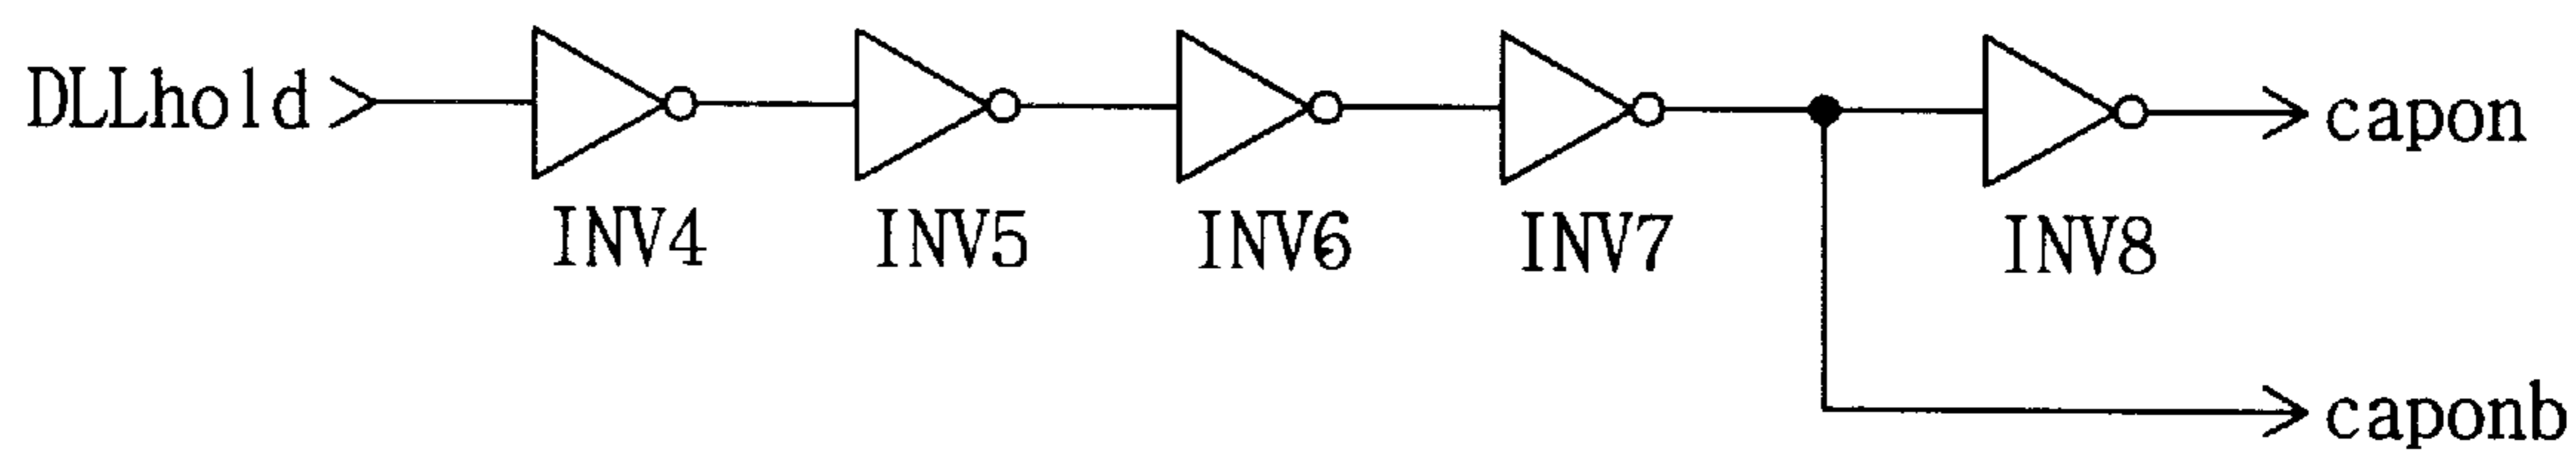 DLLhold
capon
INV4 INV5 INV6 INV7 INV8
caponb